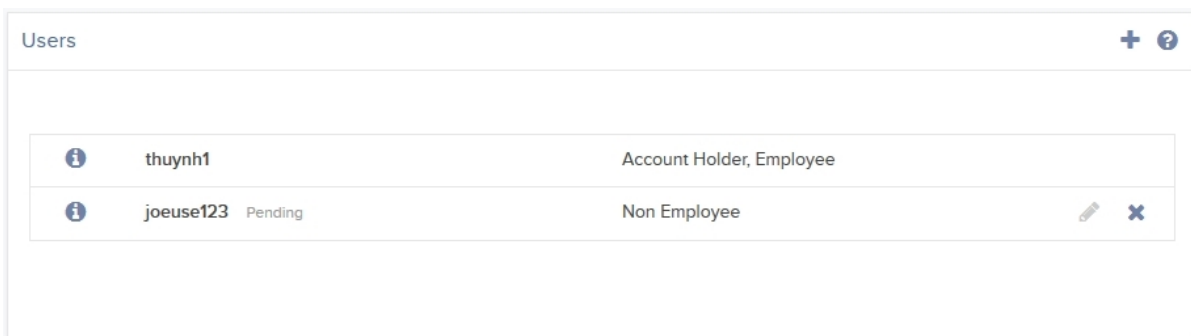 Users
thuynh1 Account Holder, Employee
joeuse123 Pending Non Employee